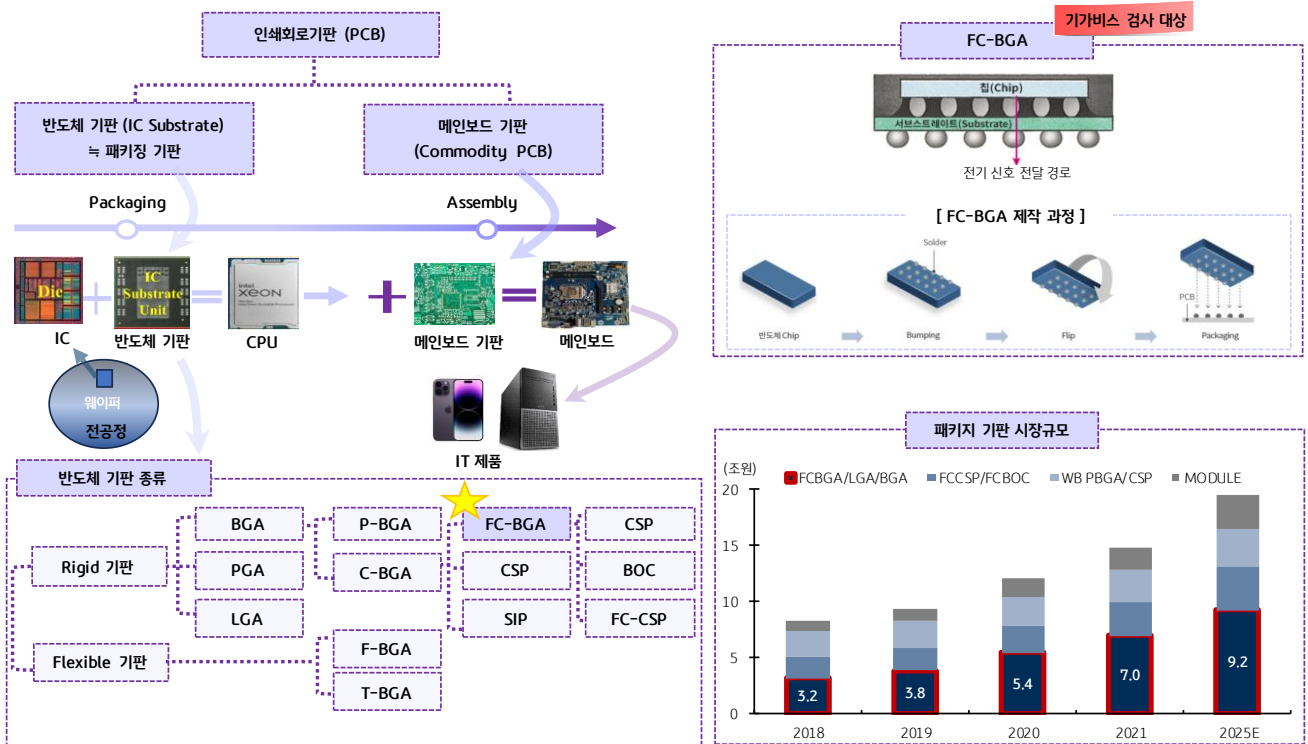 인쇄회로기판 (PCB)
반도체 기판 (IC Substrate)
≒ 패키징 기판
메인보드 기판
(Commodity PCB)
Packaging
Assembly
Die
IC
Substrate
Unit
intel
XEON
IC
반도체 기판
CPU
메인보드 기판
메인보드
웨이퍼
전공정
IT 제품
반도체 기판 종류
Rigid 기판
Flexible 기판
BGA
PGA
LGA
P-BGA
C-BGA
F-BGA
T-BGA
FC-BGA
CSP
SIP
CSP
BOC
FC-CSP
기가비스 검사 대상
FC-BGA
칩(Chip)
서브스트레이트(Substrate)
전기 신호 전달 경로
[ FC-BGA 제작 과정 ]
Solder
PCB
반도체 Chip
Bumping
Flip
Packaging
패키지 기판 시장규모
(조원)
FCBGA/LGA/BGA
FCCSP/FCBOC
WB PBGA/CSP
MODULE
20
15
10
5
0
3.2
3.8
5.4
7.0
9.2
2018
2019
2020
2021
2025E